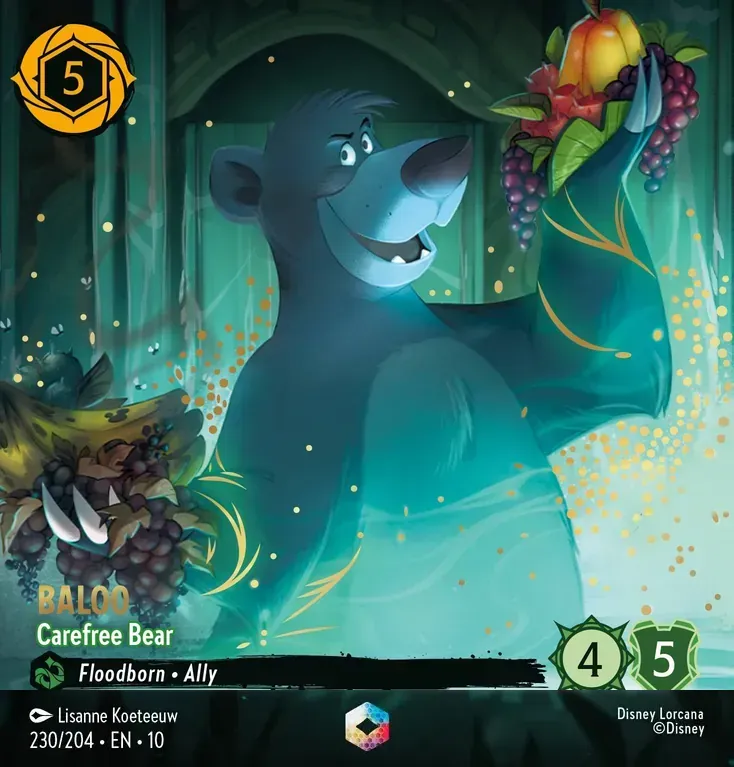 5
BALOO
Carefree Bear
Floodborn • Ally
4 5
Lisanne Koeteeuw
230/204 • EN • 10
Disney Lorcana
©Disney